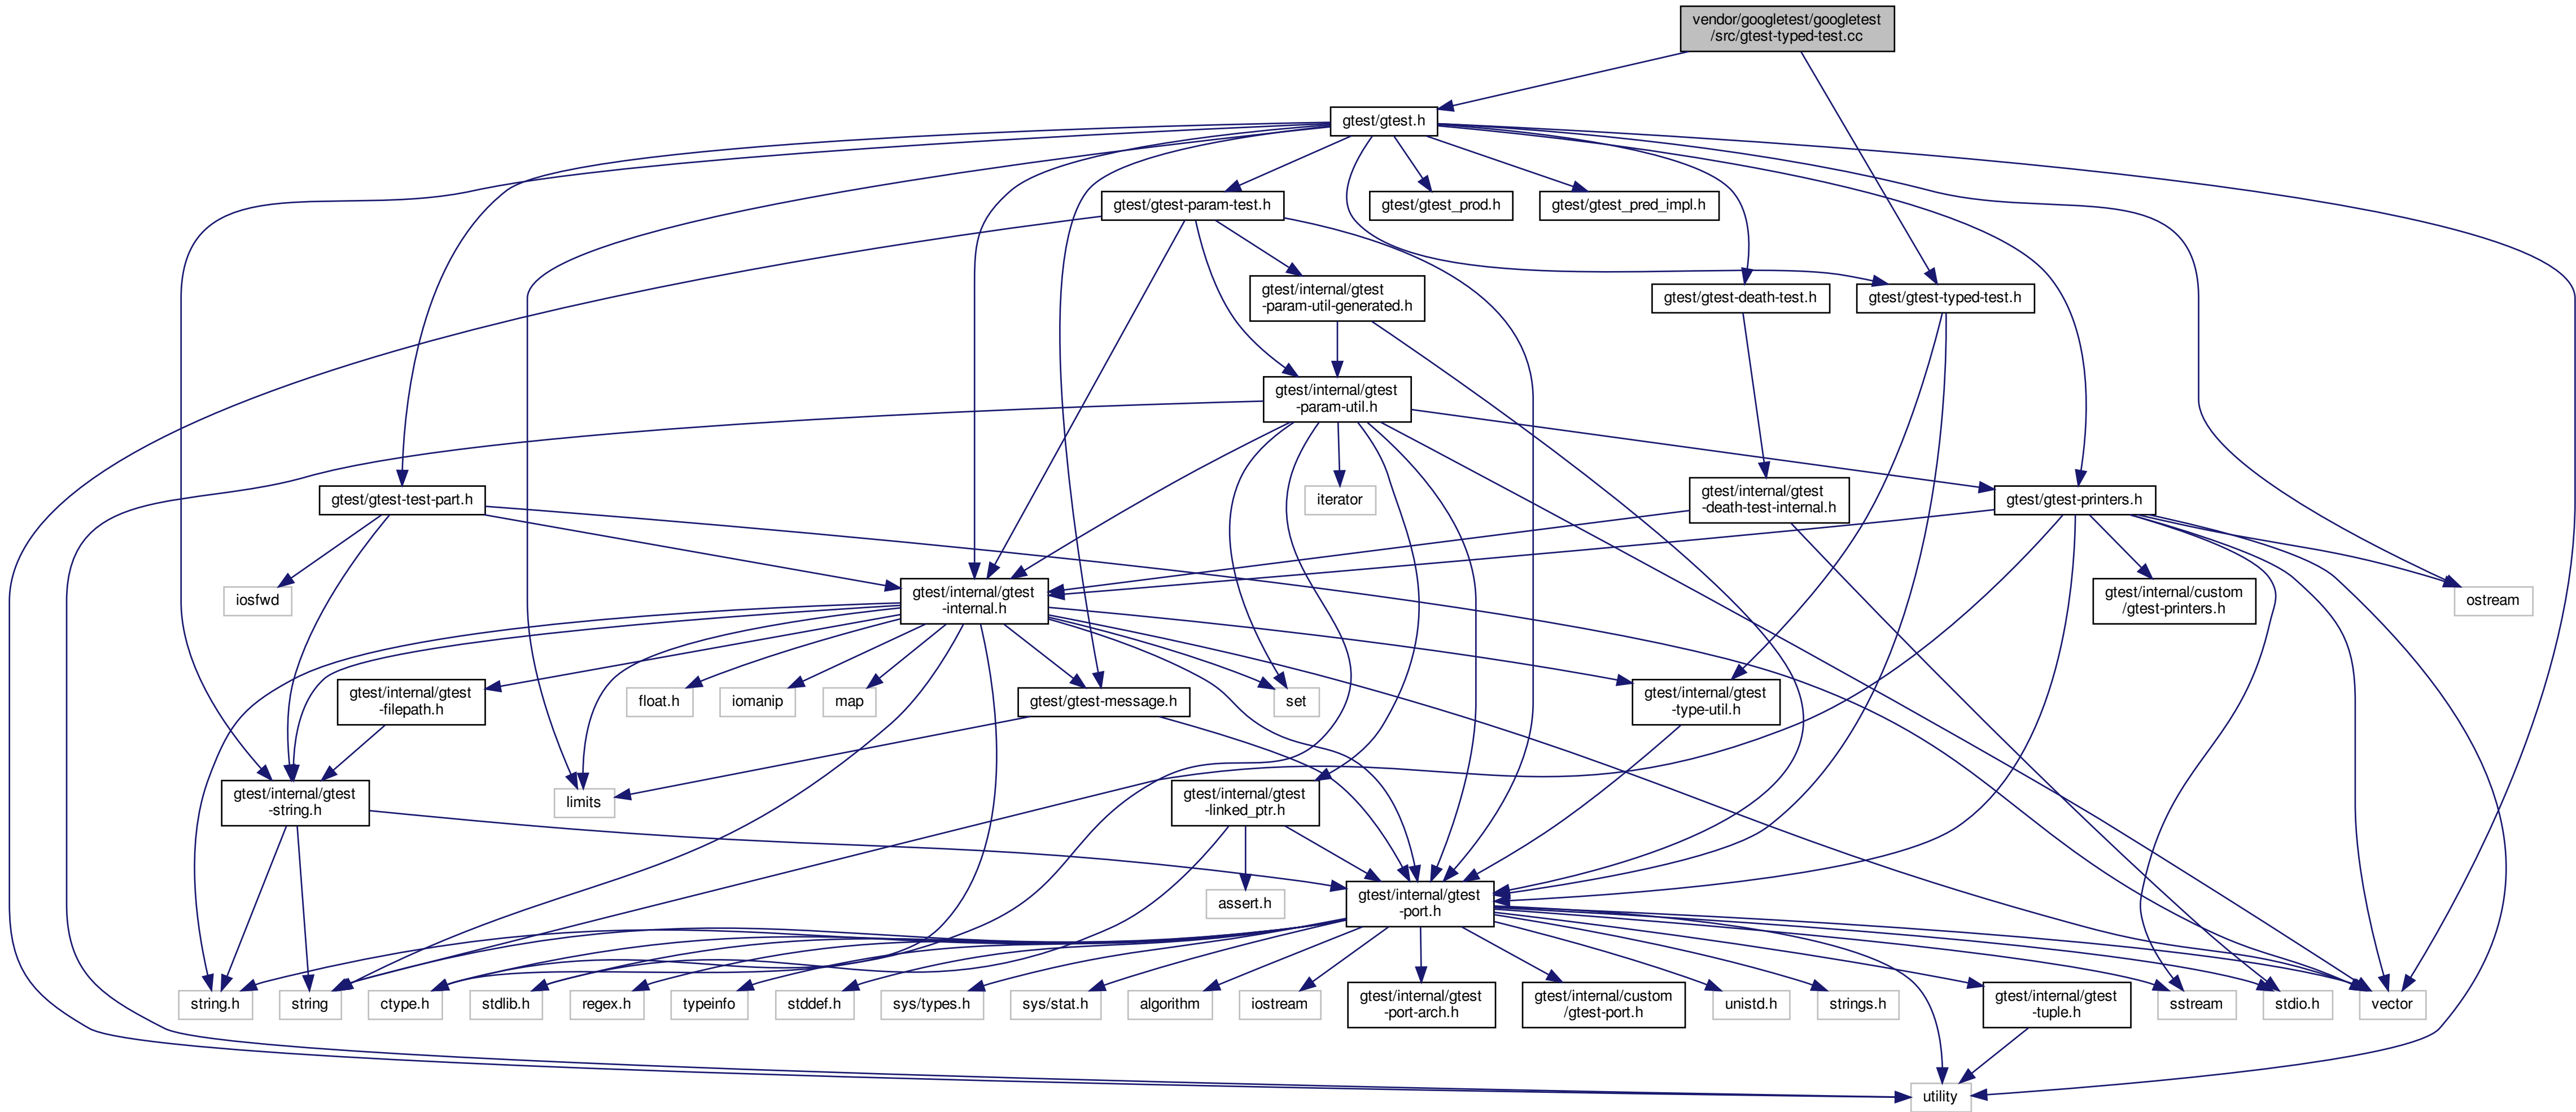 vendor/googletest/googletest
/src/gtest-typed-test.cc
gtest/gtest.h
gtest/gtest-param-test.h
gtest/gtest_prod.h
gtest/gtest_pred_impl.h
gtest/internal/gtest
-param-util-generated.h
gtest/gtest-death-test.h
gtest/gtest-typed-test.h
gtest/internal/gtest
-param-util.h
gtest/gtest-test-part.h
iterator
gtest/internal/gtest
-death-test-internal.h
gtest/gtest-printers.h
iosfwd
gtest/internal/gtest
-internal.h
gtest/internal/custom
/gtest-printers.h
ostream
gtest/internal/gtest
-filepath.h
float.h
iomanip
map
gtest/gtest-message.h
set
gtest/internal/gtest
-type-util.h
gtest/internal/gtest
-string.h
limits
gtest/internal/gtest
-linked_ptr.h
assert.h
gtest/internal/gtest
-port.h
string.h
string
ctype.h
stdlib.h
regex.h
typeinfo
stddef.h
sys/types.h
sys/stat.h
algorithm
iostream
gtest/internal/gtest
-port-arch.h
gtest/internal/custom
/gtest-port.h
unistd.h
strings.h
gtest/internal/gtest
-tuple.h
sstream
stdio.h
vector
utility